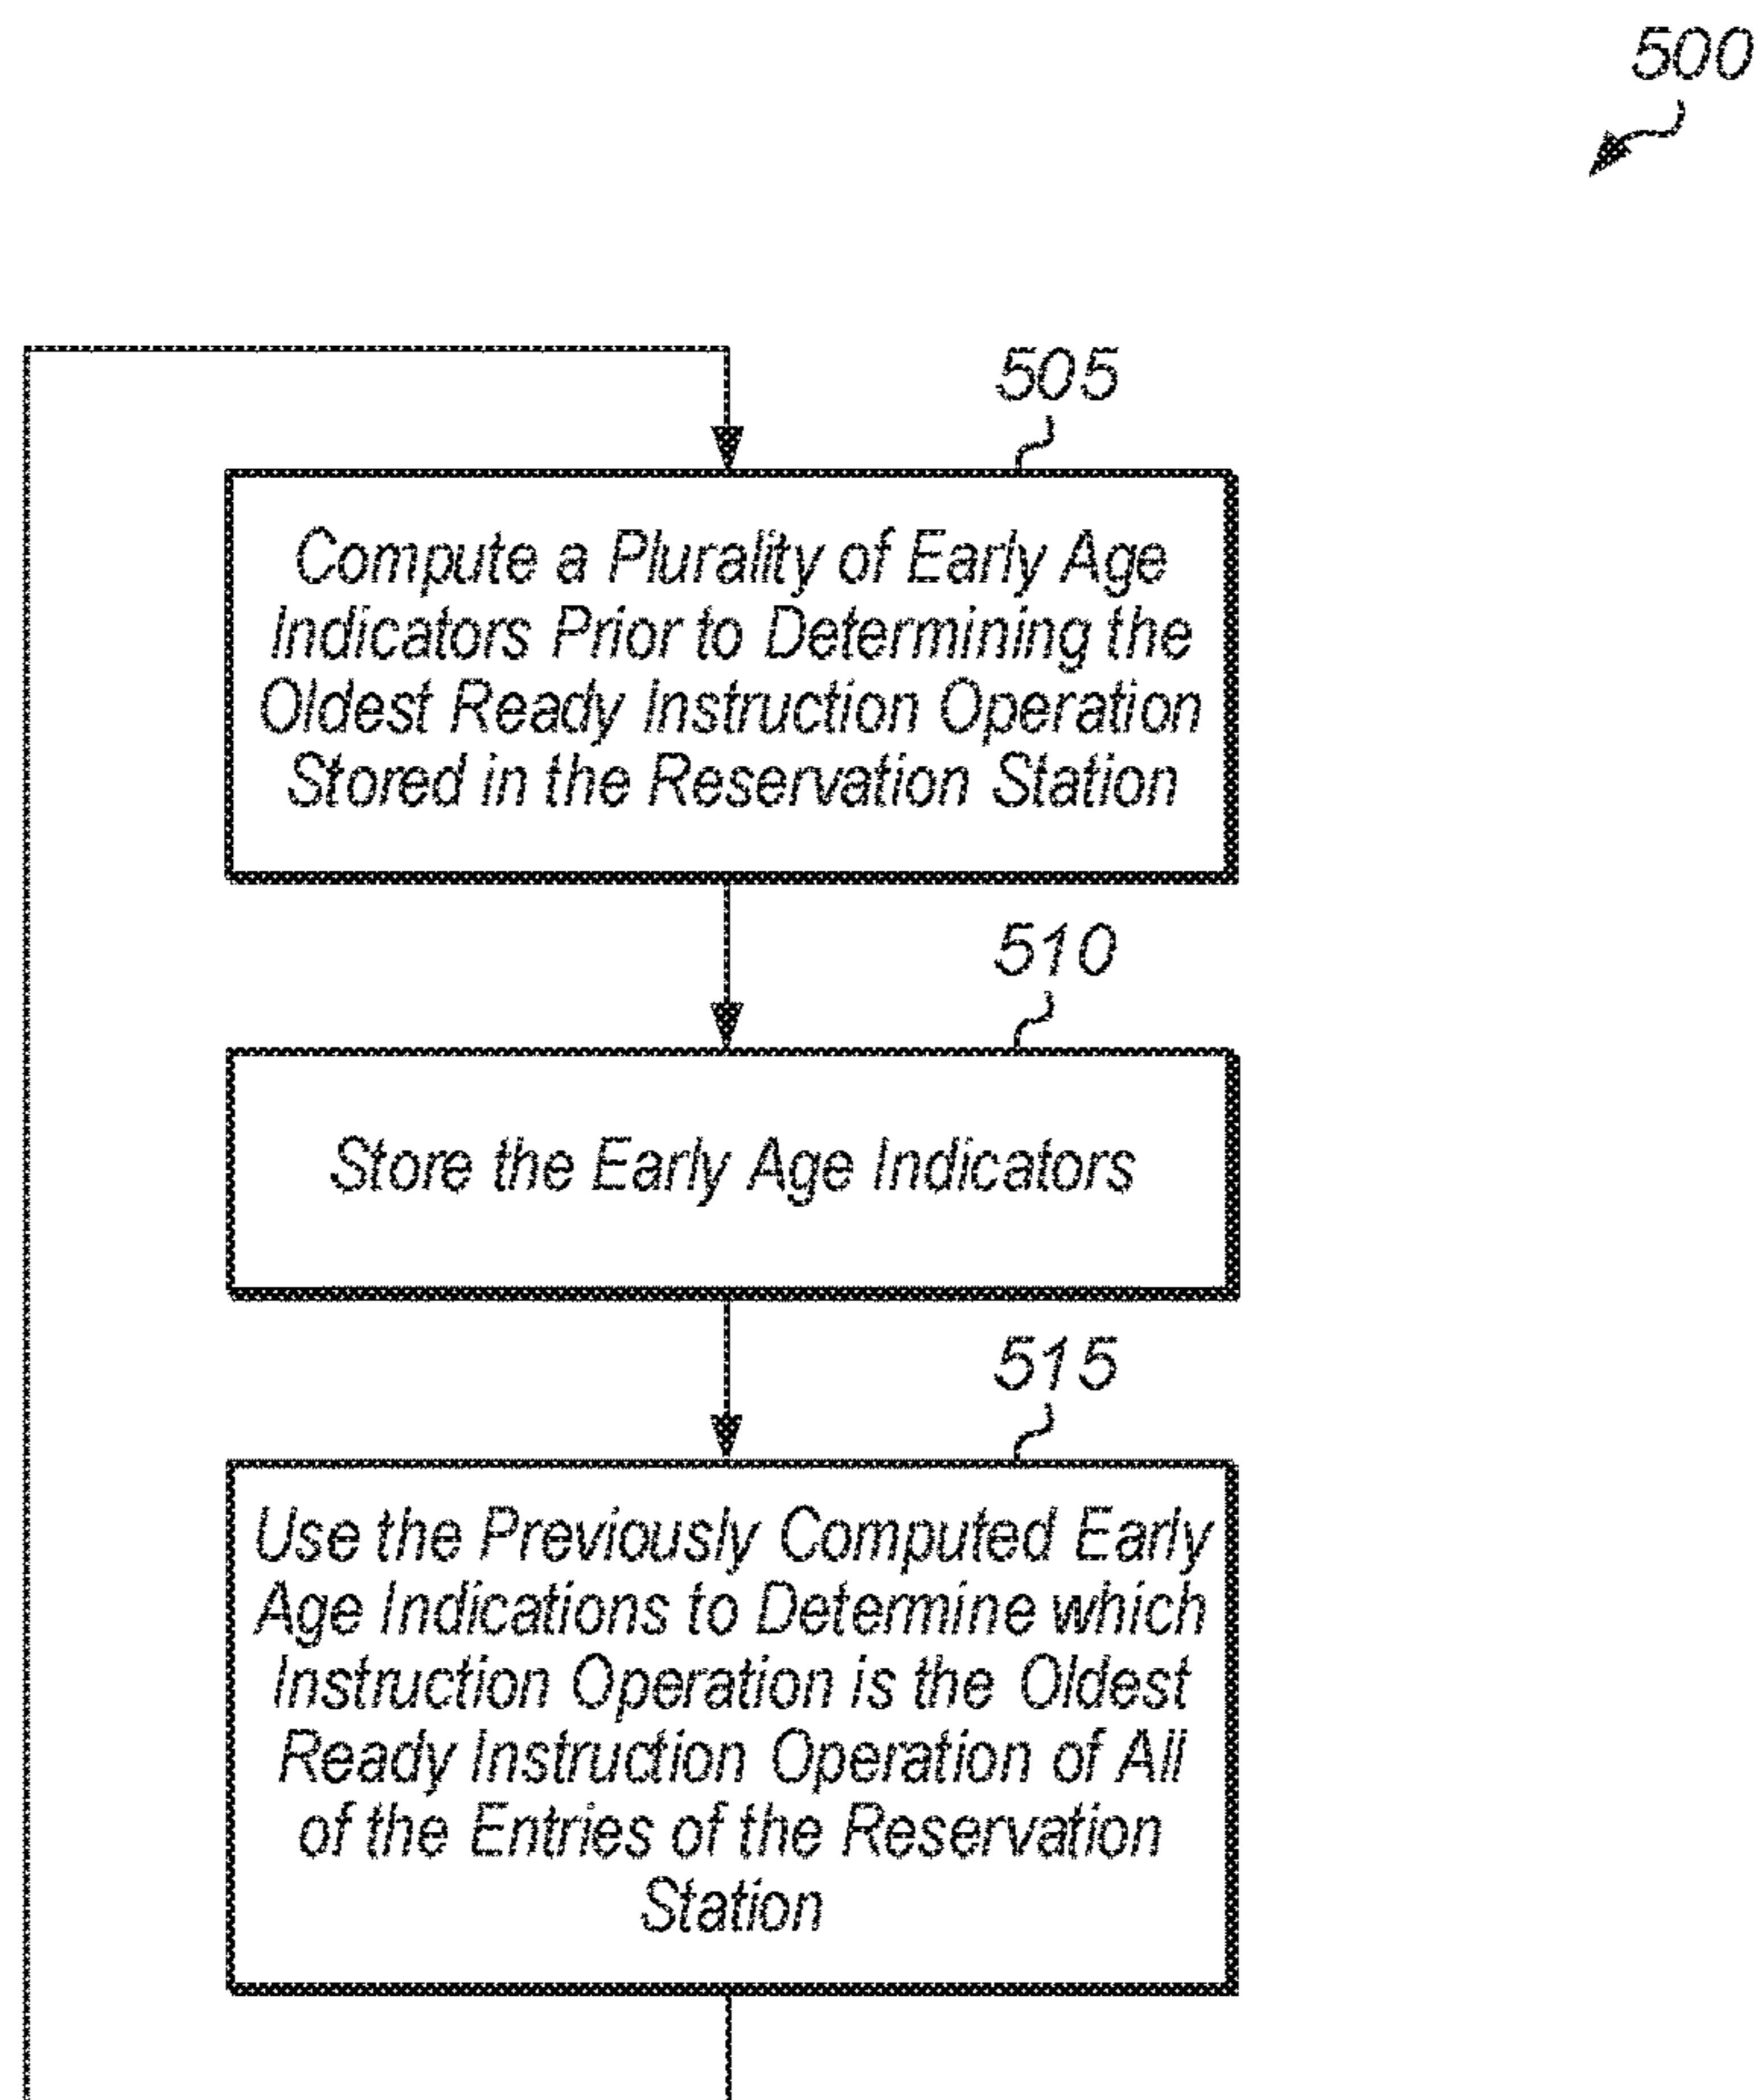 500
505
Compute a Plurality of Early Age
Indicators Prior to Determining the
Oldest Ready Instruction Operation
Stored in the Reservation Station
510
Store the Early Age Indicators
515
Use the Previously Computed Early
Age Indications to Determine which
Instruction Operation is the Oldest
Ready Instruction Operation of All
of the Entries of the Reservation
Station